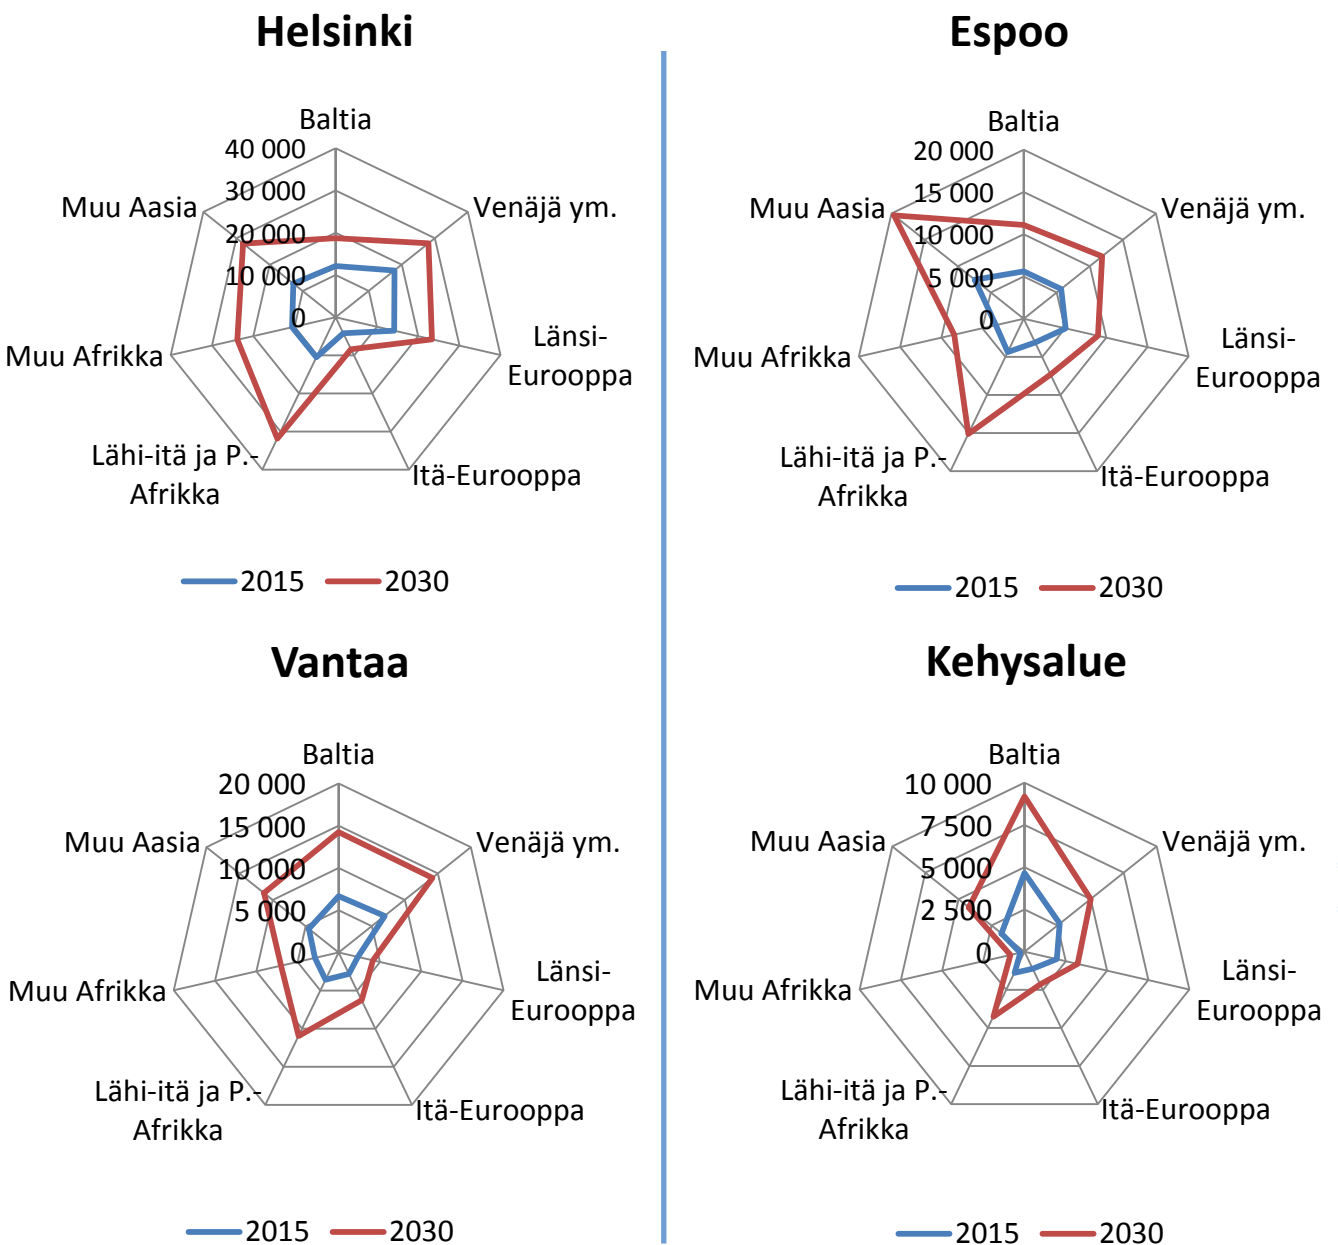 Helsinki
Baltia
40 000
30 000
20 000
10 000
0
Venäjä ym.
Länsi-
Eurooppa
Itä-Eurooppa
Lähi-itä ja P.-
Afrikka
Muu Afrikka
Muu Aasia
2015 2030
Espoo
Baltia
20 000
15 000
10 000
5 000
0
Venäjä ym.
Länsi-
Eurooppa
Itä-Eurooppa
Lähi-itä ja P.-
Afrikka
Muu Afrikka
Muu Aasia
2015 2030
Vantaa
Baltia
20 000
15 000
10 000
5 000
0
Venäjä ym.
Länsi-
Eurooppa
Itä-Eurooppa
Lähi-itä ja P.-
Afrikka
Muu Afrikka
Muu Aasia
2015 2030
Kehysalue
Baltia
10 000
7 500
5 000
2 500
0
Venäjä ym.
Länsi-
Eurooppa
Itä-Eurooppa
Lähi-itä ja P.-
Afrikka
Muu Afrikka
Muu Aasia
2015 2030